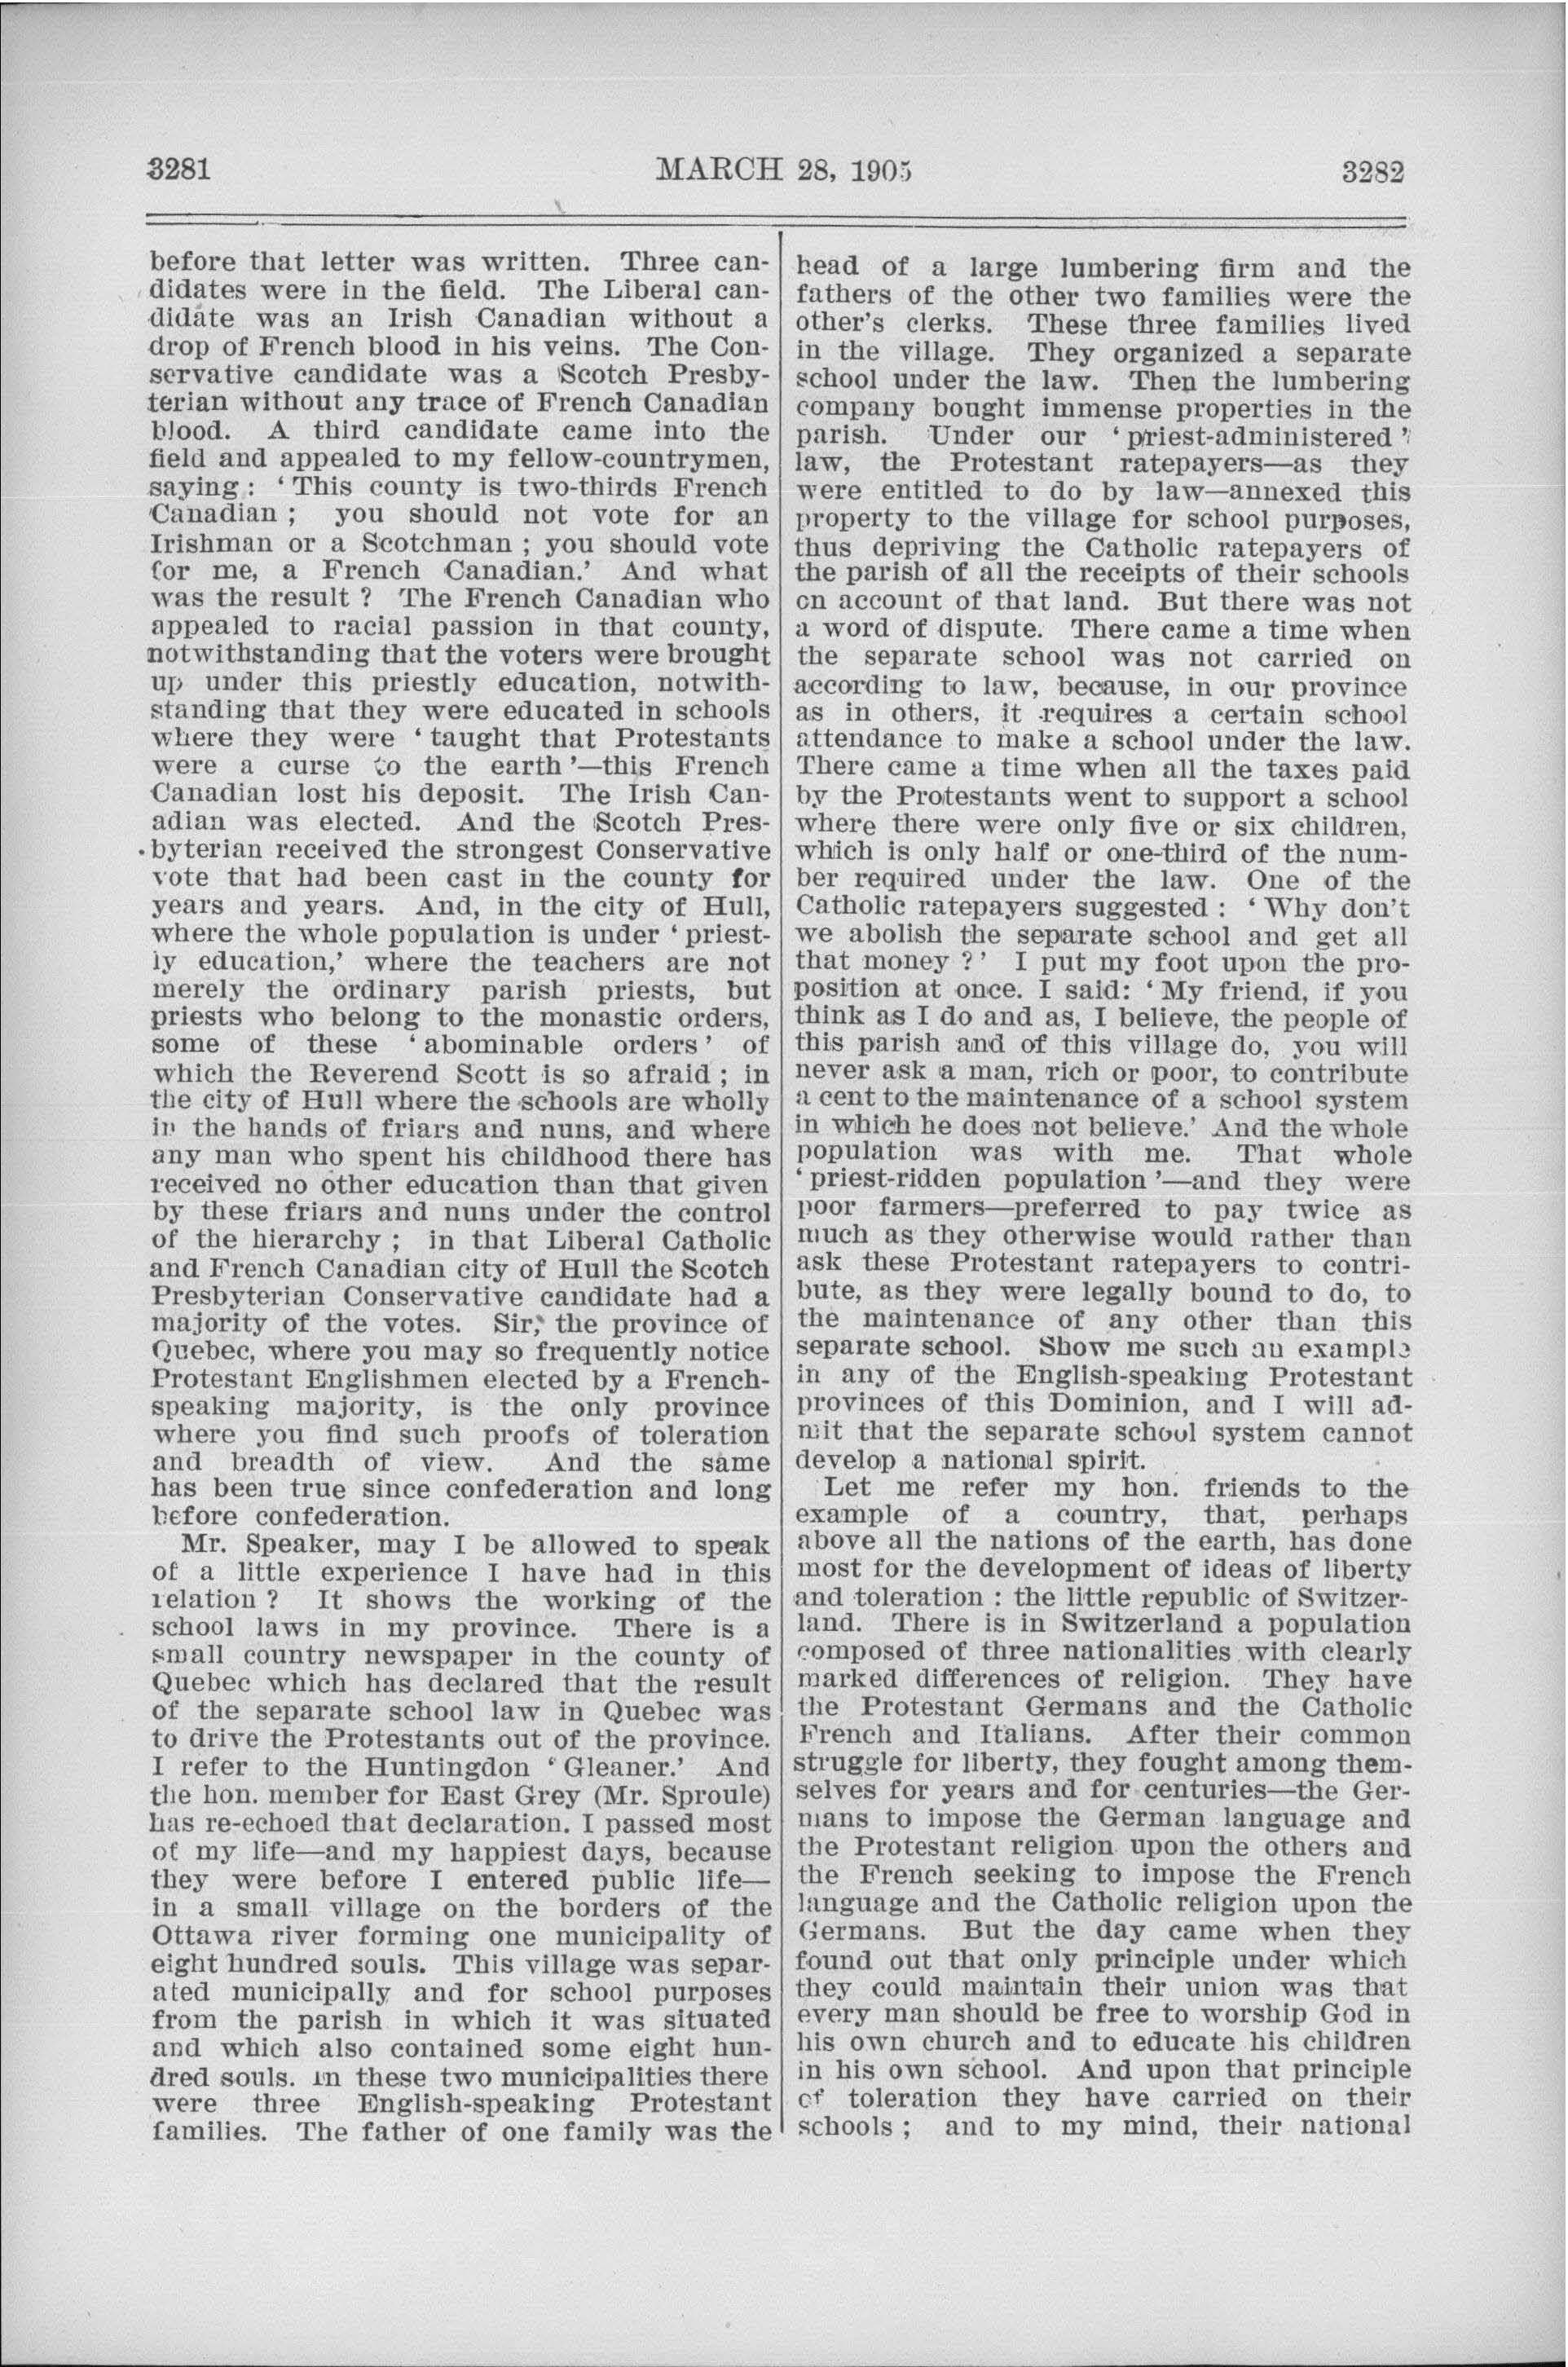 3281
MARCH 28, 1905
3282
before that letter was written. Three can-
didates were in the field. The Liberal can-
didate was an Irish Canadian without a
drop of French blood in his veins. The Con-
servative candidate was a Scotch Presby-
terian without any trace of French Canadian
blood. A third candidate came into the
field and appealed to my fellow-countrymen,
saying : ‘ This county is two-thirds French
Canadian ; you should not vote for an
Irishman or a Scotchman ; you should vote
for me, a French Canadian.’ And what
was the result ? The French Canadian who
appealed to racial passion in that county,
notwithstanding that the voters were brought
up under this priestly education, notwith-
standing that they were educated in schools
where they were ‘ taught that Protestants
were a curse to the earth ’—this French
Canadian lost his deposit. The Irish Can-
adian was elected. And the Scotch Pres-
byterian received the strongest Conservative
vote that had been cast in the county for
years and years. And, in the city of Hull,
where the whole population is under ‘ priest-
ly education,’ where the teachers are not
merely the ordinary parish priests, but
priests who belong to the monastic orders,
some of these ‘ abominable orders ’ of
which the Reverend Scott is so afraid ; in
the city of Hull where the schools are wholly
in the hands of friars and nuns, and where
any man who spent his childhood there has
received no other education than that given
by these friars and nuns under the control
of the hierarchy ; in that Liberal Catholic
and French Canadian city of Hull the Scotch
Presbyterian Conservative candidate had a
majority of the votes. Sir, the province of
Quebec, where you may so frequently notice
Protestant Englishmen elected by a French-
speaking majority, is the only province
where you find such proofs of toleration
and breadth of view. And the same
has been true since confederation and long
before confederation.
Mr. Speaker, may I be allowed to speak
of a little experience I have had in this
relation ? It shows the working of the
school laws in my province. There is a
small country newspaper in the county of
Quebec which has declared that the result
of the separate school law in Quebec was
to drive the Protestants out of the province.
I refer to the Huntingdon ‘ Gleaner.’ And
the hon. member for East Grey (Mr. Sproule)
has re-echoed that declaration. I passed most
of my life—and my happiest days, because
they were before I entered public life—
in a small village on the borders of the
Ottawa river forming one municipality of
eight hundred souls. This village was separ-
ated municipally and for school purposes
from the parish in which it was situated
and which also contained some eight hun-
dred souls. In these two municipalities there
were three English-speaking Protestant
families. The father of one family was the
head of a large lumbering firm and the
fathers of the other two families were the
other's clerks. These three families lived
in the village. They organized a separate
school under the law. Then the lumbering
company bought immense properties in the
parish. Under our ‘ priest-administered ’
law, the Protestant ratepayers—as they
were entitled to do by law—annexed this
property to the village for school purposes,
thus depriving the Catholic ratepayers of
the parish of all the receipts of their schools
on account of that land. But there was not
a word of dispute. There came a time when
the separate school was not carried on
according to law, because, in our province
as in others, it requires a certain school
attendance to make a school under the law.
There came a time when all the taxes paid
by the Protestants went to support a school
where there were only five or six children,
which is only half or one-third of the num-
ber required under the law. One of the
Catholic ratepayers suggested : ‘ Why don't
we abolish the separate school and get all
that money ?’ I put my foot upon the pro-
position at once. I said: ‘ My friend, if you
think as I do and as, I believe, the people of
this parish and of this village do, you will
never ask a man, rich or poor, to contribute
a cent to the maintenance of a school system
in which he does not believe.’ And the whole
population was with me. That whole
‘ priest-ridden population ’—and they were
poor farmers—preferred to pay twice as
much as they otherwise would rather than
ask these Protestant ratepayers to contri-
bute, as they were legally bound to do, to
the maintenance of any other than this
separate school. Show me such an example
in any of the English-speaking Protestant
provinces of this Dominion, and I will ad-
mit that the separate school system cannot
develop a national spirit.
Let me refer my hon. friends to the
example of a country, that, perhaps
above all the nations of the earth, has done
most for the development of ideas of liberty
and toleration : the little republic of Switzer-
land. There is in Switzerland a population
composed of three nationalities with clearly
marked differences of religion. They have
the Protestant Germans and the Catholic
French and Italians. After their common
struggle for liberty, they fought among them-
selves for years and for centuries—the Ger-
mans to impose the German language and
the Protestant religion upon the others and
the French seeking to impose the French
language and the Catholic religion upon the
Germans. But the day came when they
found out that only principle under which
they could maintain their union was that
every man should be free to worship God in
his own church and to educate his children
in his own school. And upon that principle
of toleration they have carried on their
schools ; and to my mind, their national